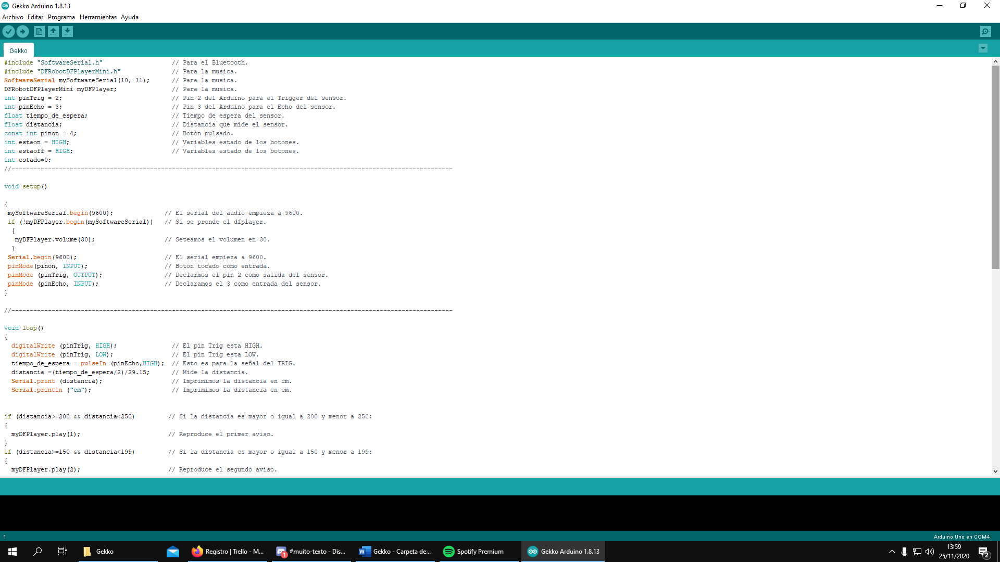 Gekko Arduino 1.8.13
Archivo Editar Programa Herramientas Ayuda
Gekko
#include "SoftwareSerial.h" // Para el Bluetooth.
#include "DFRobotDFPlayerMini.h" // Para la musica.
SoftwareSerial mySoftwareSerial(10, 11); // Para la musica.
DFRobotDFPlayerMini myDFPlayer; // Para la musica.
int pinTrig = 2; // Pin 2 del Arduino para el Trigger del sensor.
int pinEcho = 3; // Pin 3 del Arduino para el Echo del sensor.
float tiempo_de_espera; // Tiempo de espera del sensor.
float distancia; // Distancia que mide el sensor.
const int pinon = 4; // Botón pulsado.
int estaon = HIGH; // Variables estado de los botones.
int estaoff = HIGH; // Variables estado de los botones.
int estado=0;
//-------------------------------------------------------------------------------------------------------------------------
void setup()
{
mySoftwareSerial.begin(9600); // El serial del audio empieza a 9600.
if (!myDFPlayer.begin(mySoftwareSerial)) // Si se prende el dfplayer.
{
myDFPlayer.volume(30); // Seteamos el volumen en 30.
}
Serial.begin(9600); // El serial empieza a 9600.
pinMode(pinon, INPUT); // Boton tocado como entrada.
pinMode (pinTrig, OUTPUT); // Declarmos el pin 2 como salida del sensor.
pinMode (pinEcho, INPUT); // Declaramos el 3 como entrada del sensor.
}
//-------------------------------------------------------------------------------------------------------------------------
void loop()
{
digitalWrite (pinTrig, HIGH); // El pin Trig esta HIGH.
digitalWrite (pinTrig, LOW); // El pin Trig esta LOW.
tiempo_de_espera = pulseIn (pinEcho,HIGH); // Esto es para la señal del TRIG.
distancia =(tiempo_de_espera/2)/29.15; // Mide la distancia.
Serial.print (distancia); // Imprimimos la distancia en cm.
Serial.println ("cm"); // Imprimimos la distancia en cm.
if (distancia>=200 && distancia<250) // Si la distancia es mayor o igual a 200 y menor a 250:
{
myDFPlayer.play(1); // Reproduce el primer aviso.
}
if (distancia>=150 && distancia<199) // Si la distancia es mayor o igual a 150 y menor a 199:
{
myDFPlayer.play(2); // Reproduce el segundo aviso.
1
Arduino Uno en COM4
Gekko
Registro | Trello - M...
1
#muito-texto - Dis...
Gekko - Carpeta de...
Spotify Premium
Gekko Arduino 1.8.13
13:59
25/11/2020
2